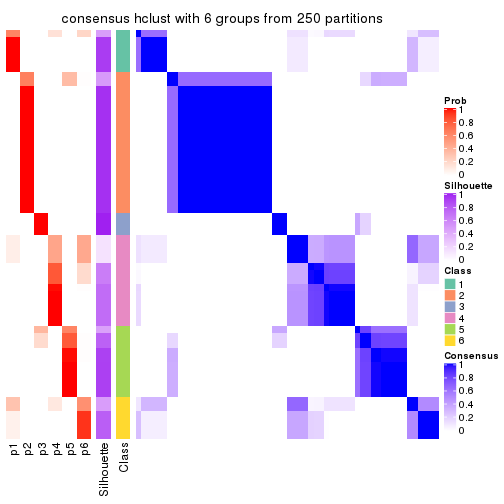 consensus hclust with 6 groups from 250 partitions
Prob
1
0.8
0.6
0.4
0.2
0
Silhouette
1
0.8
0.6
0.4
0.2
0
Class
1
2
3
4
5
6
Consensus
1
0.8
0.6
0.4
0.2
0
p1
p2
p3
p4
p5
p6
Silhouette
Class